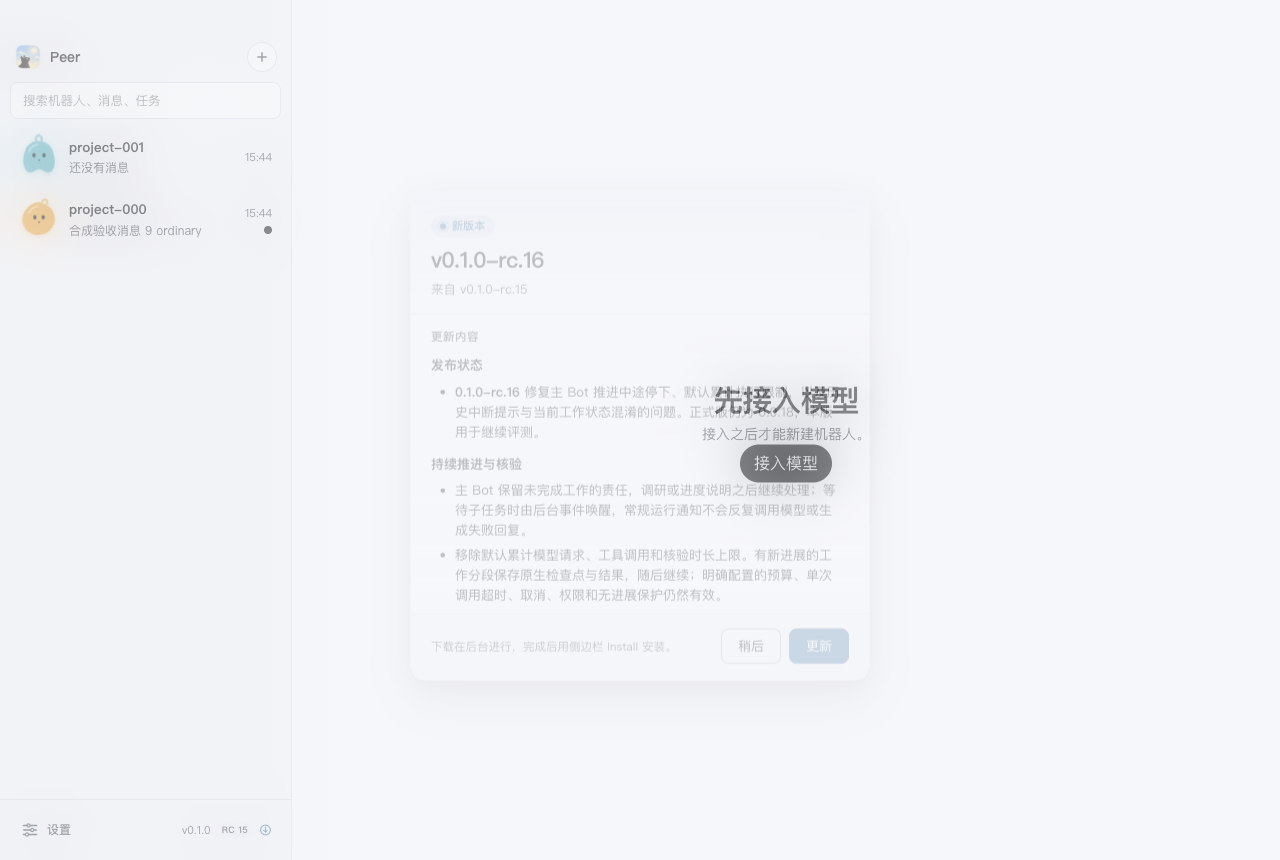 Peer
搜索机器人、消息、任务
project-001
还没有消息
15:44
project-000
合成验收消息 9 ordinary
15:44
新版本
v0.1.0-rc.16
来自 v0.1.0-rc.15
更新内容
发布状态
0.1.0-rc.16 修复主 Bot 推进中途停下、默认
史中断提示与当前工作状态混淆的问题。正式版
用于继续评测。
先接入模型
接入之后才能新建机器人。
接入模型
持续推进与核验
主 Bot 保留未完成工作的责任，调研或进度说明之后继续处理；等
待子任务时由后台事件唤醒，常规运行通知不会反复调用模型或生
成失败回复。
移除默认累计模型请求、工具调用和核验时长上限。有新进展的工
作分段保存原生检查点与结果，随后继续；明确配置的预算、单次
调用超时、取消、权限和无进展保护仍然有效。
下载在后台进行，完成后用侧边栏 Install 安装。
稍后
更新
设置
v0.1.0
RC 15